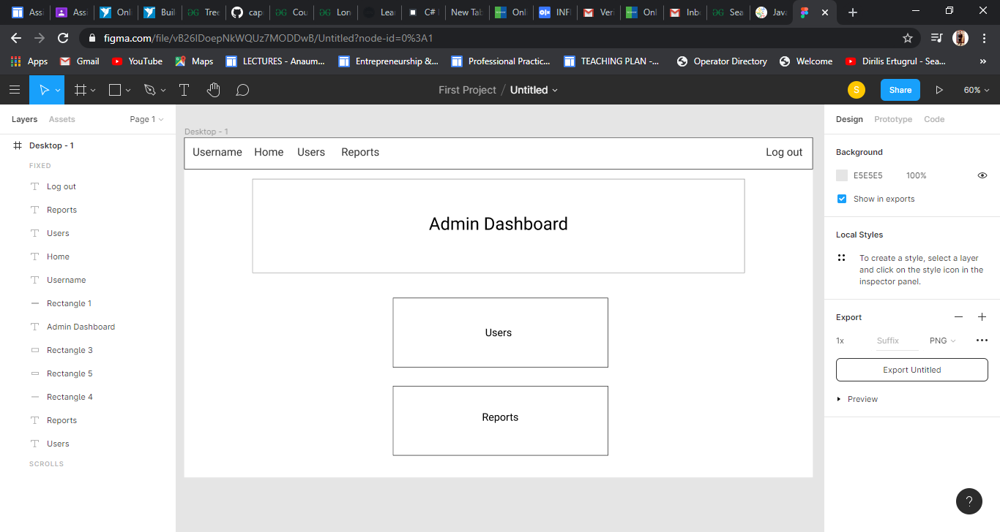 Ass
Ass
Onl
Buil
Tree
cap
Cou
Lon
Lea
C#
New Tab
Onl
INF
Ver
Onl
Inb
Sea
Java
figma.com/file/vB26IDoepNkWQUz7MODDwB/Untitled?node-id=0%3A1
Apps Gmail YouTube Maps LECTURES - Anaum... Entrepreneurship &... Professional Practic... TEACHING PLAN -... Operator Directory Welcome Dirilis Ertugrul - Sea... »
First Project / Untitled
S
Share
60%
Layers Assets Page 1
Desktop - 1
FIXED
Log out
Reports
Users
Home
Username
Rectangle 1
Admin Dashboard
Rectangle 3
Rectangle 5
Rectangle 4
Reports
Users
SCROLLS
Desktop - 1
Username Home Users Reports Log out
Admin Dashboard
Users
Reports
Design Prototype Code
Background
E5E5E5 100%
Show in exports
Local Styles
To create a style, select a layer
and click on the style icon in the
inspector panel.
Export
1x Suffix PNG
Export Untitled
Preview
?